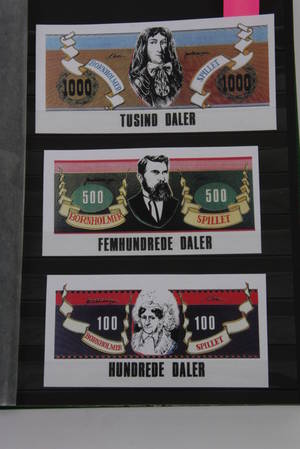 1000 BORNHOLMER SPILLET 1000
TUSIND DALER
500 500
BORNHOLMER SPILLET
FEMHUNDREDE DALER
100 100
BORNHOLMER SPILLET
HUNDREDE DALER